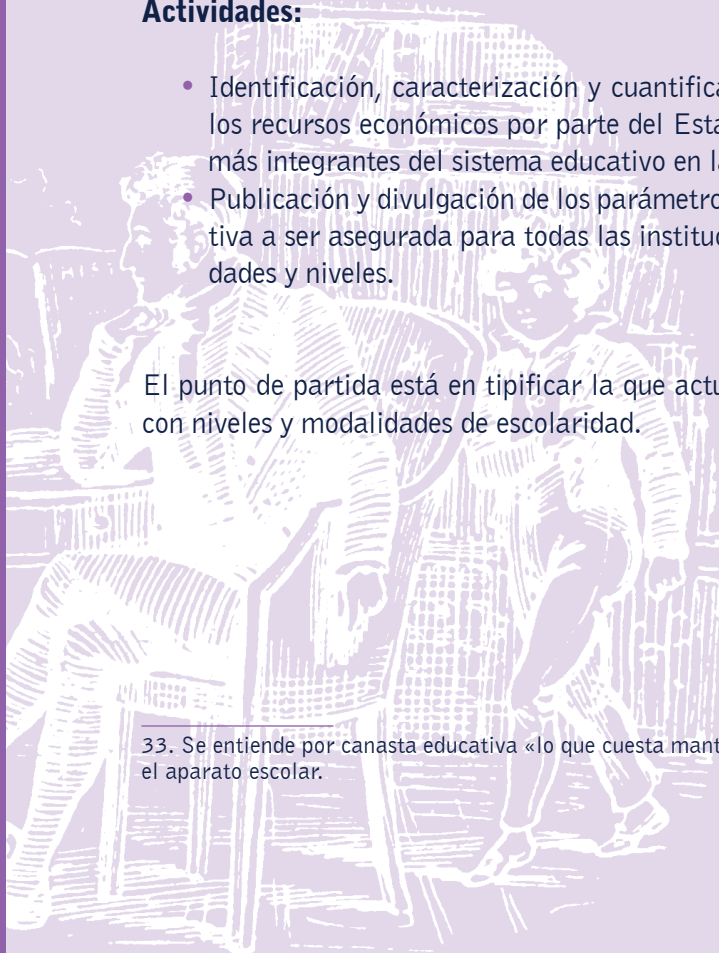 Actividades:
• Identificación, caracterización y cuantifica
los recursos económicos por parte del Esta
más integrantes del sistema educativo en la
• Publicación y divulgación de los parámetro
tiva a ser asegurada para todas las instituc
dades y niveles.
El punto de partida está en tipificar la que actu
con niveles y modalidades de escolaridad.
33. Se entiende por canasta educativa «lo que cuesta mant
el aparato escolar.